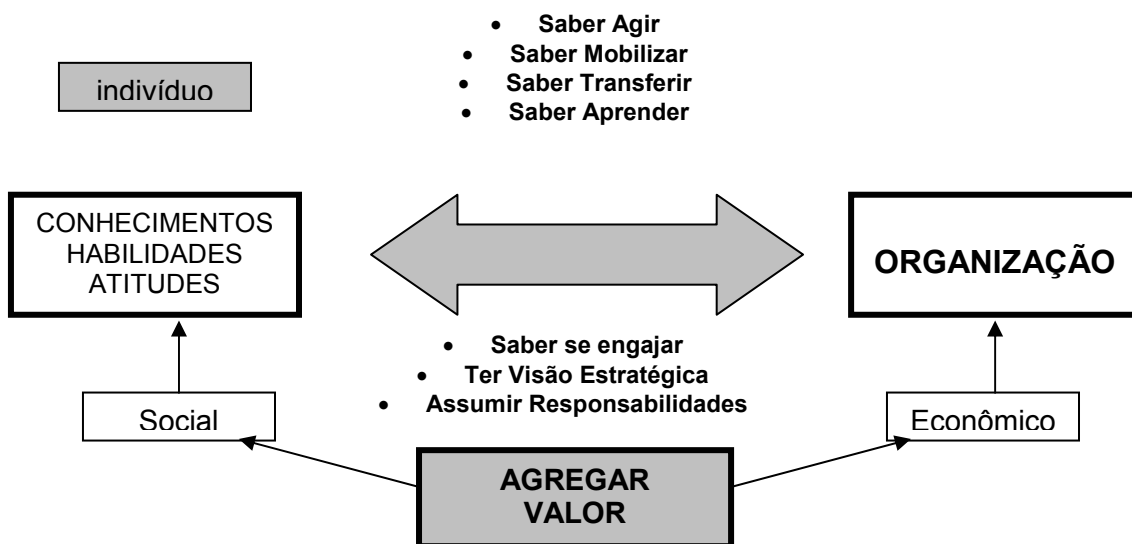 • Saber Agir
• Saber Mobilizar
• Saber Transferir
• Saber Aprender
indivíduo
CONHECIMENTOS
HABILIDADES
ATITUDES
ORGANIZAÇÃO
• Saber se engajar
• Ter Visão Estratégica
• Assumir Responsabilidades
Social
Econômico
AGREGAR
VALOR